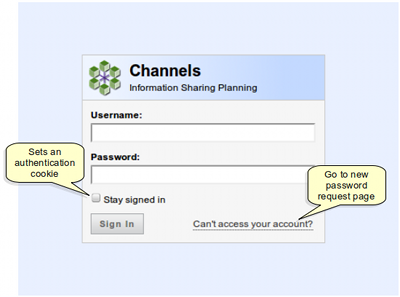 Channels
Information Sharing Planning
Username:
Password:
Sets an
authentication
cookie
Stay signed in
Go to new
password
request page
Sign In
Can't access your account?